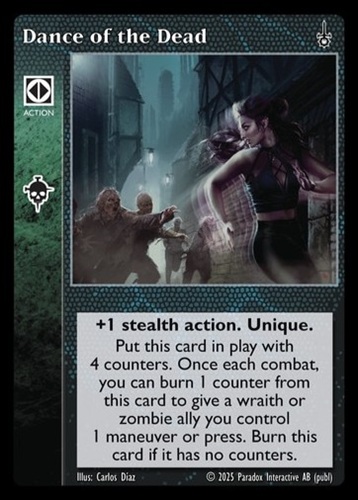 Dance of the Dead
ACTION
+1 stealth action. Unique.
Put this card in play with
4 counters. Once each combat,
you can burn 1 counter from
this card to give a wraith or
zombie ally you control
1 maneuver or press. Burn this
card if it has no counters.
Illus: Carlos Díaz © 2025 Paradox Interactive AB (publ)